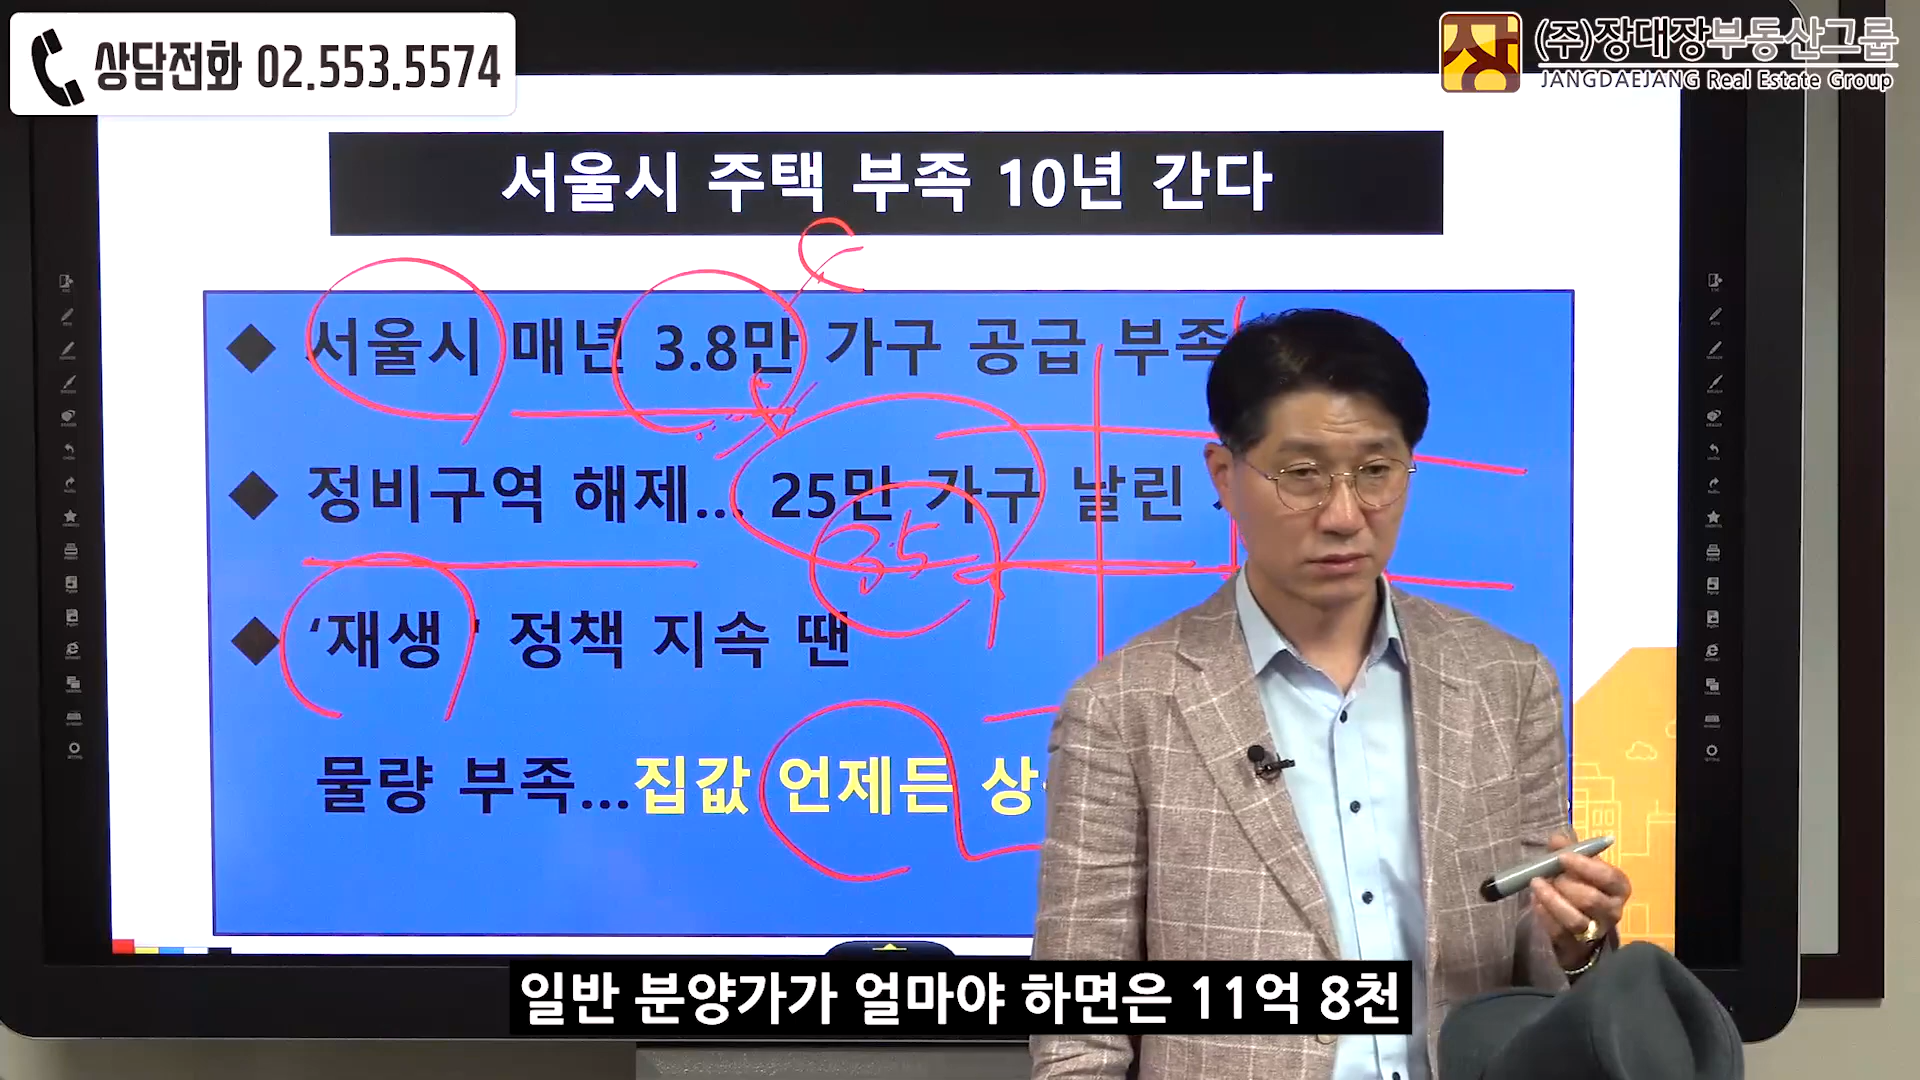 상담전화 02.553.5574
장
(주)장대장부동산그룹
JANGDAEJANG Real Estate Group
서울시 주택 부족 10년 간다
◆ 서울시 매년 3.8만 가구 공급 부족
◆ 정비구역 해제... 25만 가구 날린
3.5
◆ '재생' 정책 지속 땐
물량 부족...집값 언제든
일반 분양가가 얼마야 하면은 11억 8천